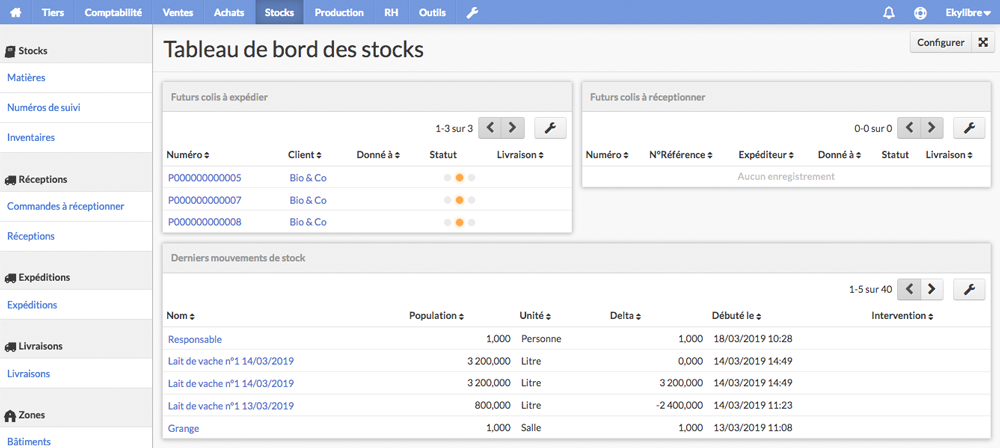 Tiers Comptabilité Ventes Achats Stocks Production RH Outils Ekylibre
Stocks
Matières
Numéros de suivi
Inventaires
Réceptions
Commandes à réceptionner
Réceptions
Expéditions
Expéditions
Livraisons
Livraisons
Zones
Bâtiments
Tableau de bord des stocks
Configurer
Futurs colis à expédier
1-3 sur 3
Numéro Client Donné à Statut Livraison
P000000000005 Bio & Co
P000000000007 Bio & Co
P000000000008 Bio & Co
Futurs colis à réceptionner
0-0 sur 0
Numéro N°Référence Expéditeur Donné à Statut Livraison
Aucun enregistrement
Derniers mouvements de stock
1-5 sur 40
Nom Population Unité Delta Débuté le Intervention
Responsable 1,000 Personne 1,000 18/03/2019 10:28
Lait de vache n°1 14/03/2019 3 200,000 Litre 0,000 14/03/2019 14:49
Lait de vache n°1 14/03/2019 3 200,000 Litre 3 200,000 14/03/2019 14:49
Lait de vache n°1 13/03/2019 800,000 Litre -2 400,000 14/03/2019 11:23
Grange 1,000 Salle 1,000 13/03/2019 11:08